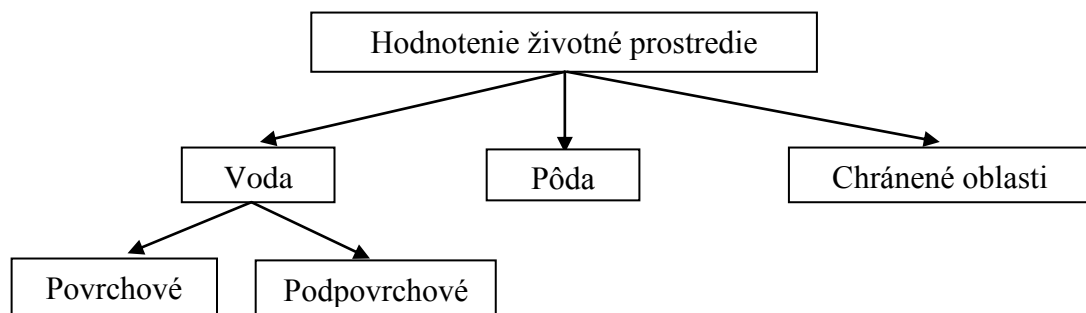 Hodnotenie životné prostredie
Voda
Pôda
Chránené oblasti
Povrchové
Podpovrchové